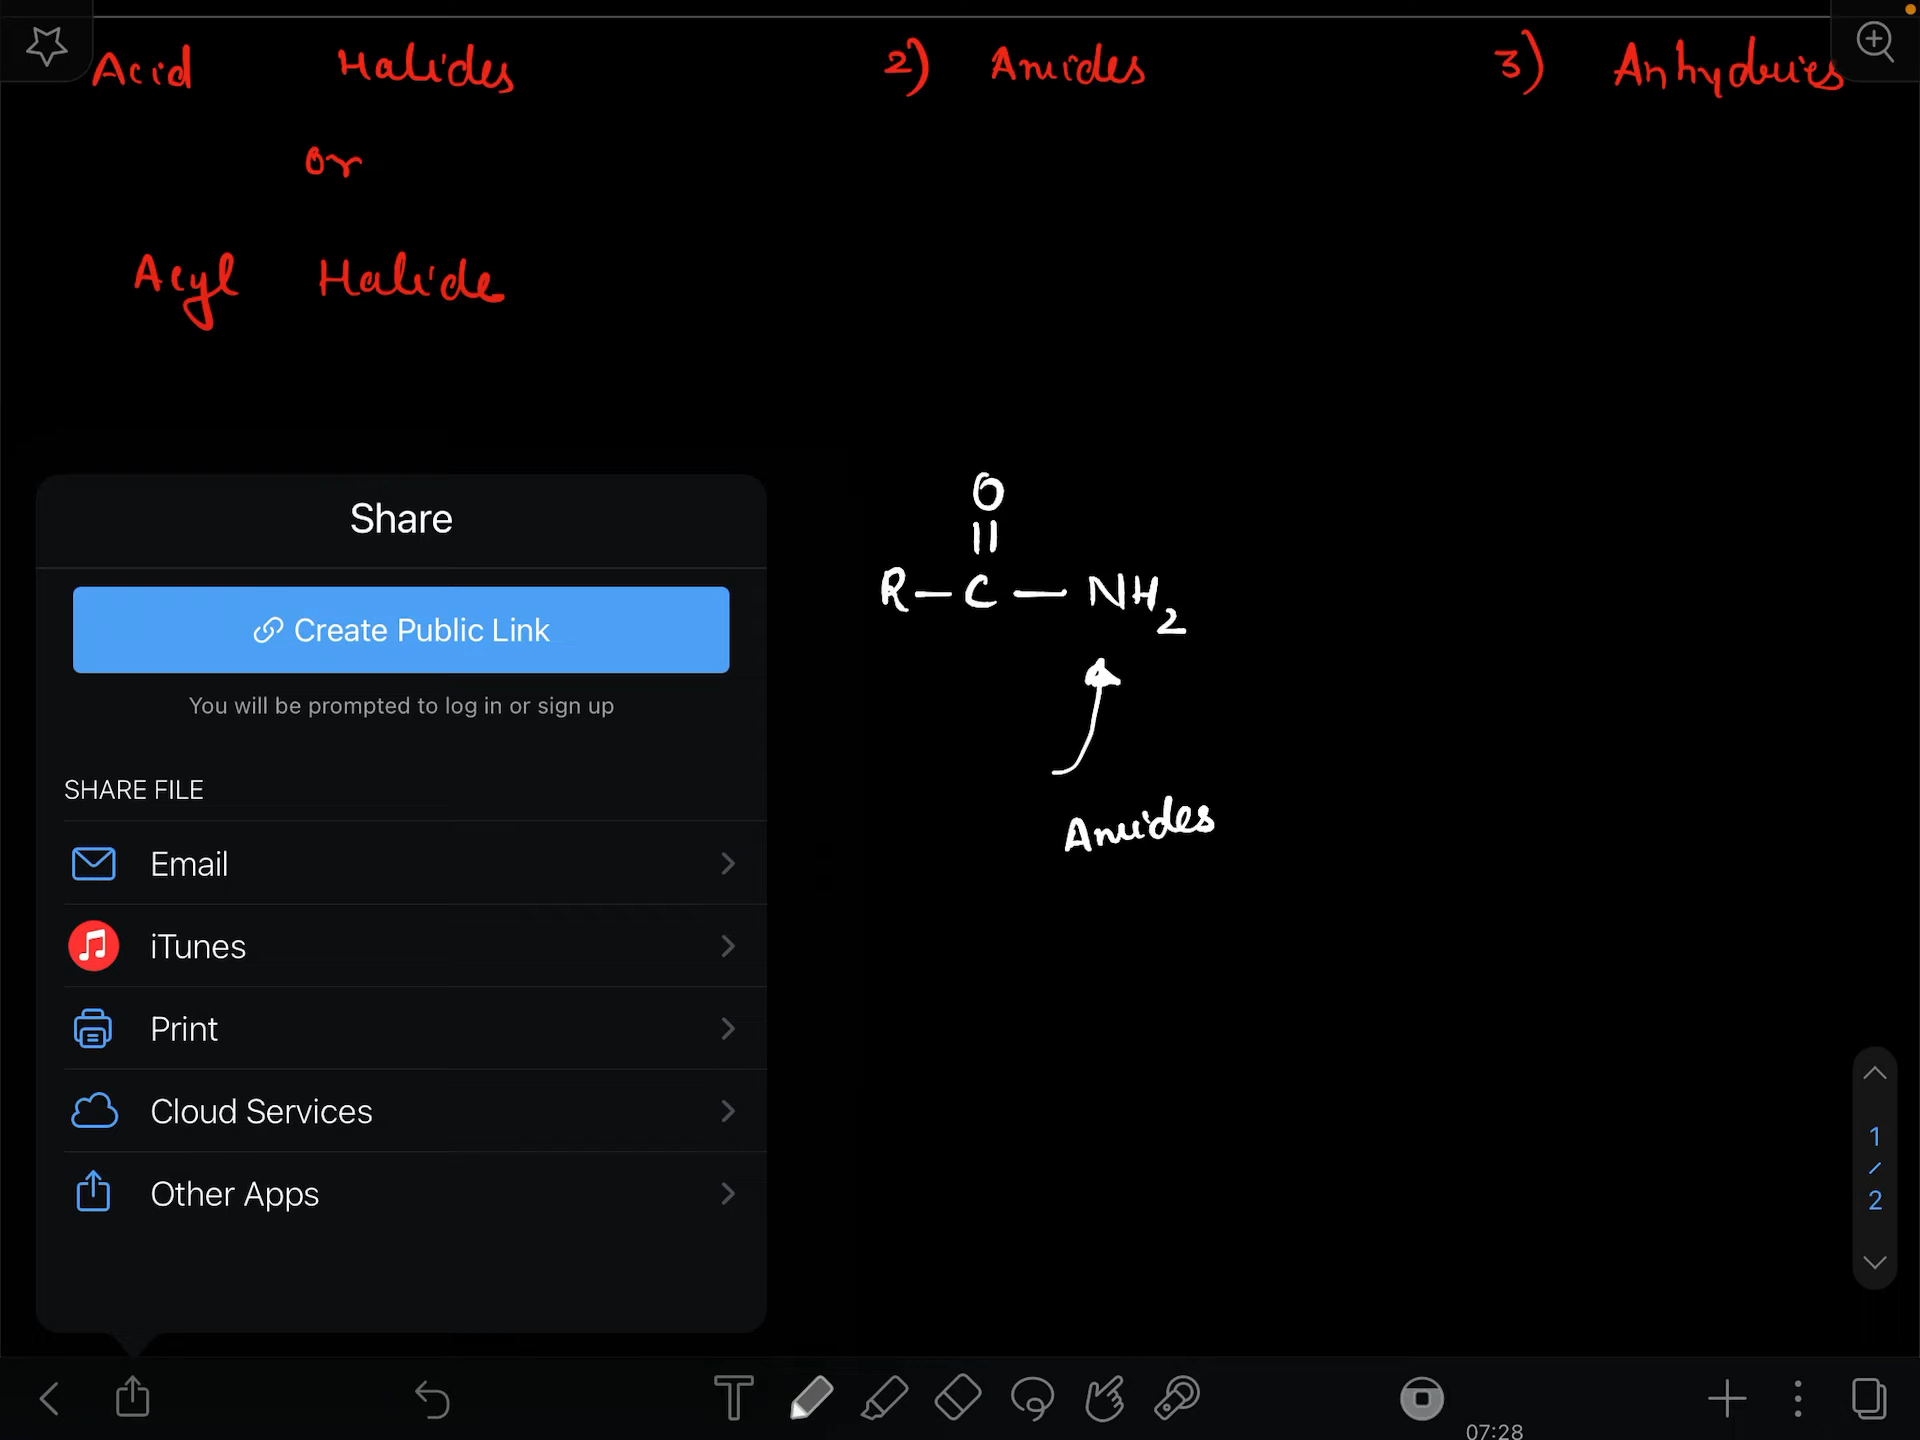 Acid Halides 2) Amides 3) Anhydries
or
Acyl Halide
Share
Create Public Link
You will be prompted to log in or sign up
SHARE FILE
Email
iTunes
Print
Cloud Services
Other Apps
O
||
R-C-NH2
Amides
1
/
2
T
07:28